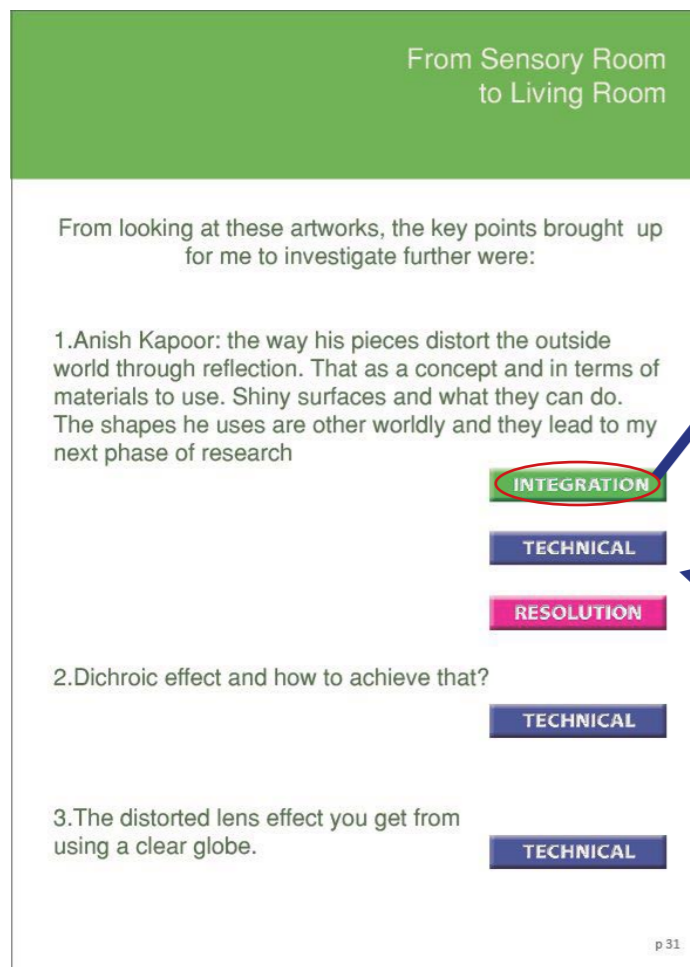 From Sensory Room
to Living Room
From looking at these artworks, the key points brought up
for me to investigate further were:
1.Anish Kapoor: the way his pieces distort the outside
world through reflection. That as a concept and in terms of
materials to use. Shiny surfaces and what they can do.
The shapes he uses are other worldly and they lead to my
next phase of research
INTEGRATION
TECHNICAL
RESOLUTION
2.Dichroic effect and how to achieve that?
TECHNICAL
3.The distorted lens effect you get from
using a clear globe.
TECHNICAL
p 31